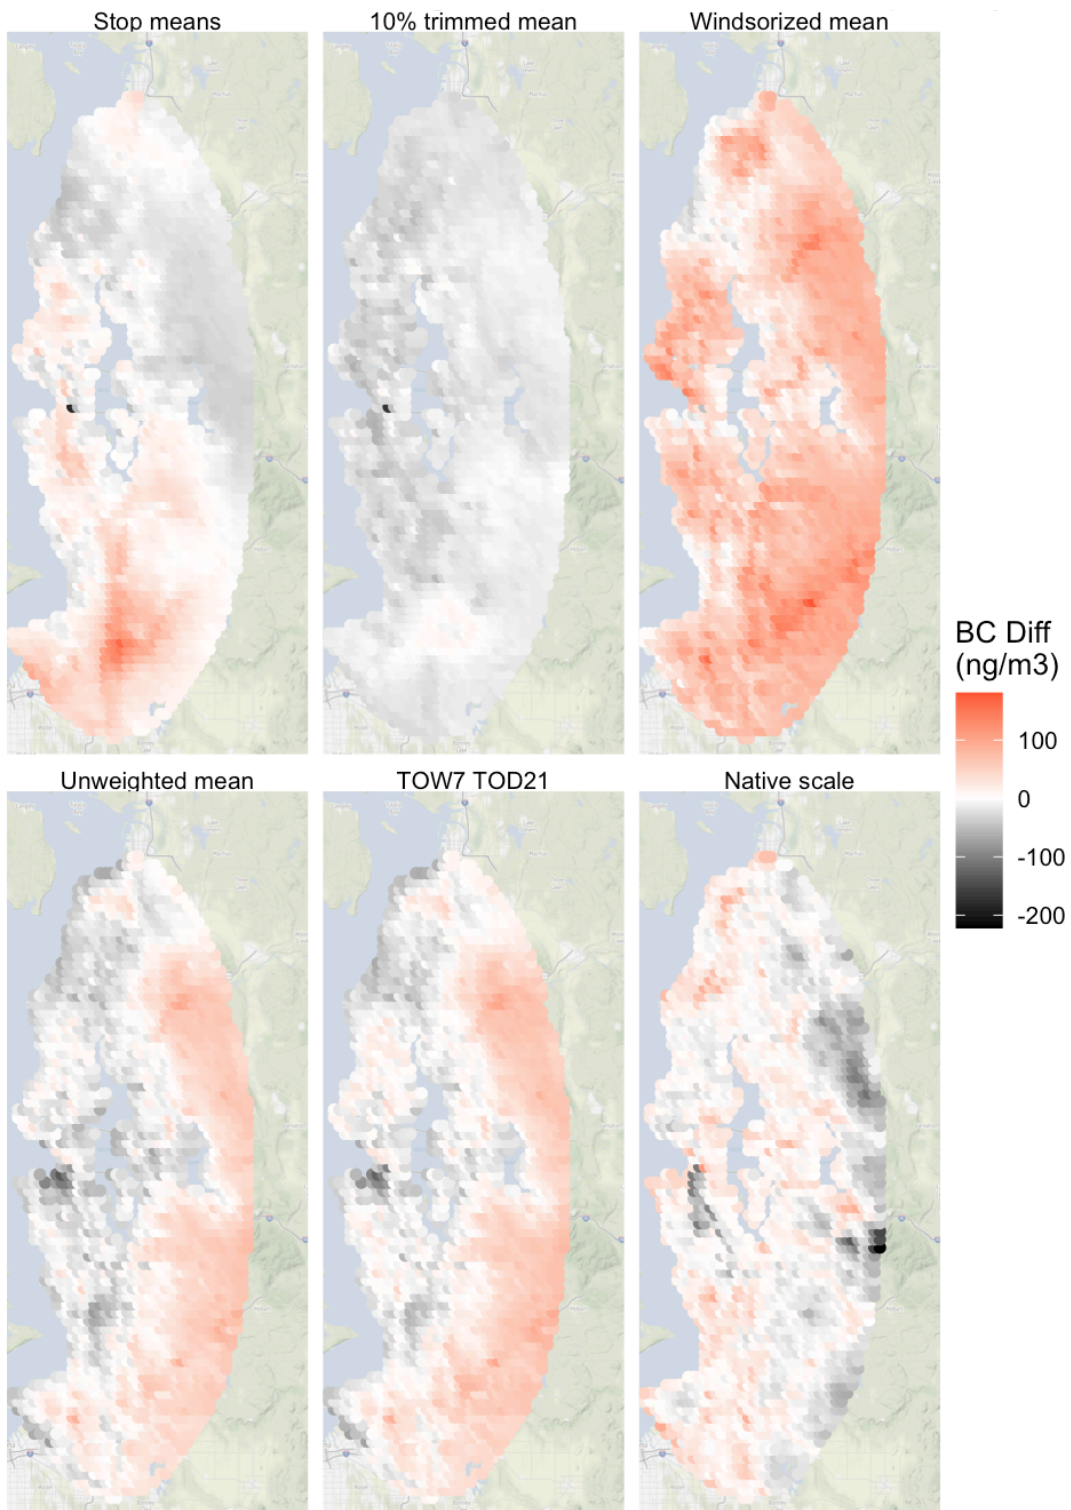 Stop means
10% trimmed mean
Windsorized mean
BC Diff
(ng/m3)
100
0
-100
-200
Unweighted mean
TOW7 TOD21
Native scale